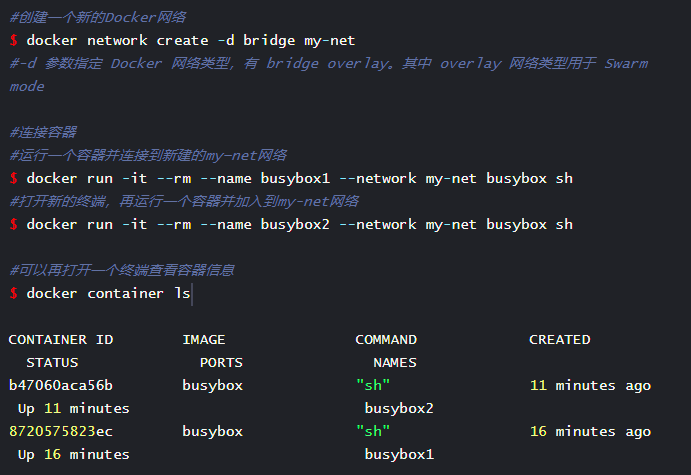 #创建一个新的Docker网络
$ docker network create -d bridge my-net
#-d 参数指定 Docker 网络类型，有 bridge overlay。其中 overlay 网络类型用于 Swarm
mode
#连接容器
#运行一个容器并连接到新建的my-net网络
$ docker run -it --rm --name busybox1 --network my-net busybox sh
#打开新的终端，再运行一个容器并加入到my-net网络
$ docker run -it --rm --name busybox2 --network my-net busybox sh
#可以再打开一个终端查看容器信息
$ docker container ls
CONTAINER ID        IMAGE               COMMAND             CREATED
  STATUS              PORTS               NAMES
b47060aca56b        busybox             "sh"                11 minutes ago
 Up 11 minutes                           busybox2
8720575823ec        busybox             "sh"                16 minutes ago
 Up 16 minutes                           busybox1